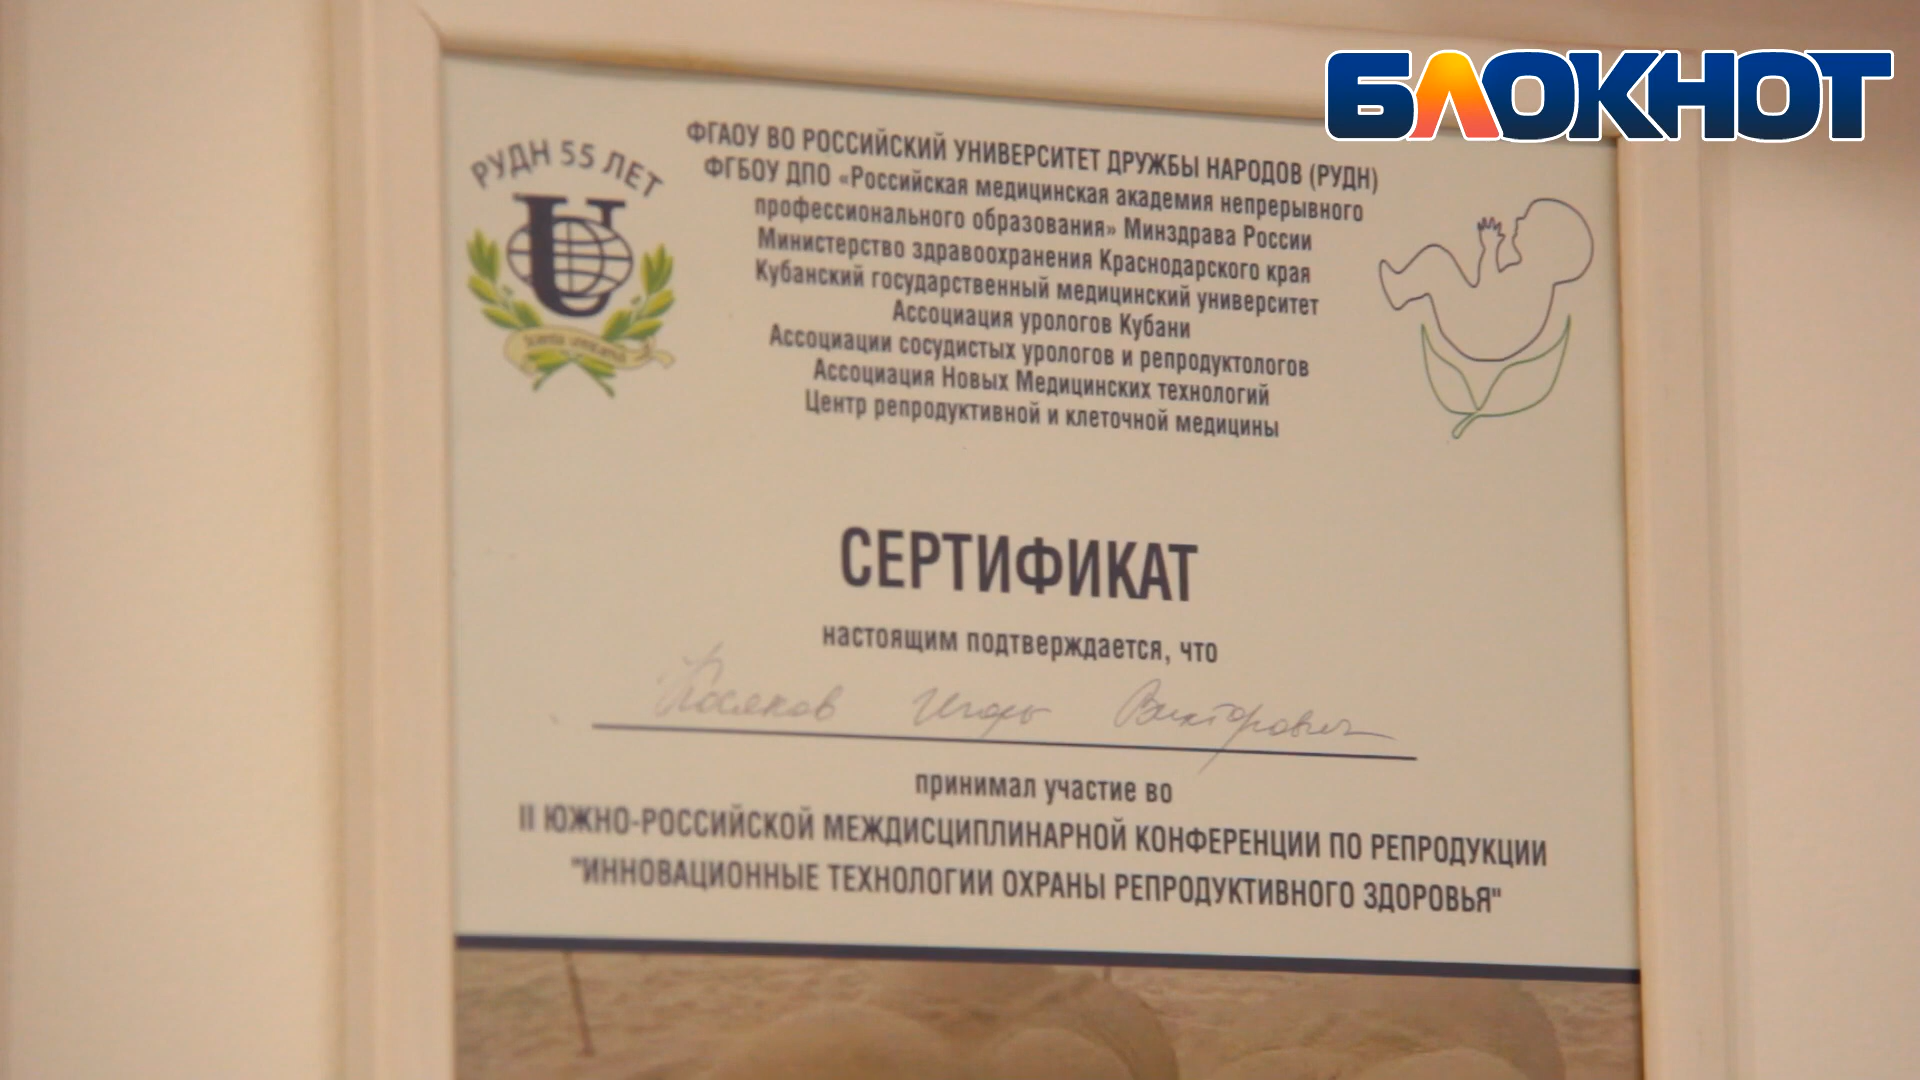 БЛОКНОТ
РУДН 55 ЛЕТ
ФГАОУ ВО РОССИЙСКИЙ УНИВЕРСИТЕТ ДРУЖБЫ НАРОДОВ (РУДН)
ФГБОУ ДПО «Российская медицинская академия непрерывного
профессионального образования» Минздрава России
Министерство здравоохранения Краснодарского края
Кубанский государственный медицинский университет
Ассоциация урологов Кубани
Ассоциации сосудистых урологов и репродуктологов
Ассоциация Новых Медицинских технологий
Центр репродуктивной и клеточной медицины
СЕРТИФИКАТ
настоящим подтверждается, что
Косяков Игорь Викторович
принимал участие во
II ЮЖНО-РОССИЙСКОЙ МЕЖДИСЦИПЛИНАРНОЙ КОНФЕРЕНЦИИ ПО РЕПРОДУКЦИИ
"ИННОВАЦИОННЫЕ ТЕХНОЛОГИИ ОХРАНЫ РЕПРОДУКТИВНОГО ЗДОРОВЬЯ"